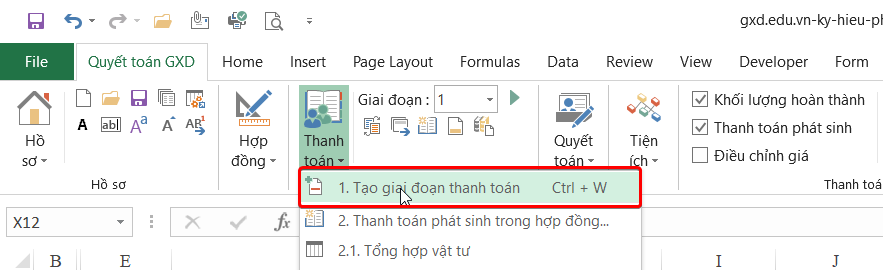 gxd.edu.vn-ky-hieu-ph
File Quyết toán GXD Home Insert Page Layout Formulas Data Review View Developer Form
Hồ sơ
A ab| Aa A AB
Hợp đồng
Thanh toán
Giai đoạn : 1
Quyết toán
Tiện ích
Khối lượng hoàn thành
Thanh toán phát sinh
Điều chỉnh giá
Hồ sơ
Thanh toá
1. Tạo giai đoạn thanh toán Ctrl + W
X12
fx
2. Thanh toán phát sinh trong hợp đồng...
2.1. Tổng hợp vật tư
B E I J